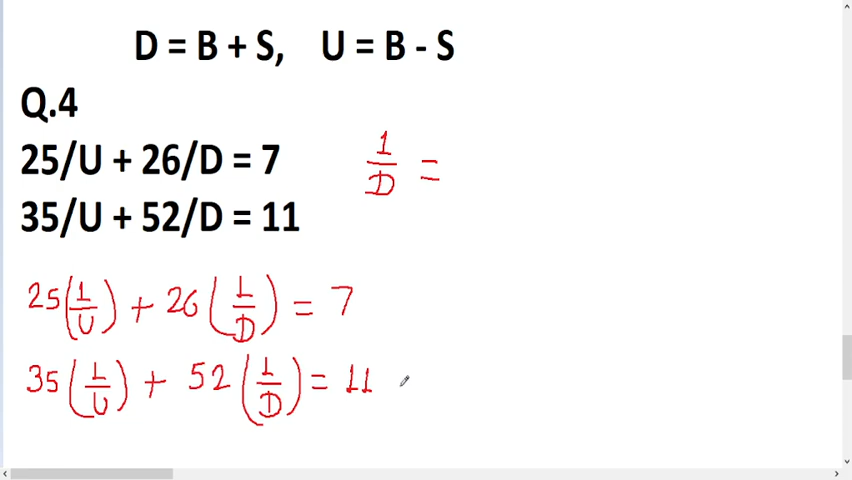 D = B + S, U = B - S
Q.4
25/U + 26/D = 7
1/D =
35/U + 52/D = 11
25(1/U) + 26(1/D) = 7
35(1/U) + 52(1/D) = 11